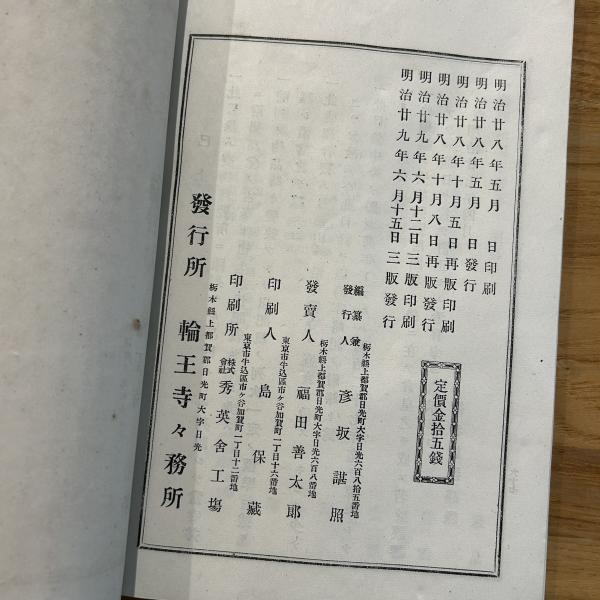 明治廿八年五月　日印刷
明治廿八年五月　日發行
明治廿八年十月五日再版印刷
明治廿八年十月八日再版發行
明治廿九年六月十二日三版印刷
明治廿九年六月十五日三版發行
定價金拾五錢
栃木縣上都賀郡日光町大字日光六百八拾五番地
編纂兼發行人　彦坂諶照
栃木縣上都賀郡日光町大字日光六百八番地
發賣人　福田善太郎
東京市牛込區市ケ谷加賀町一丁目十六番地
印刷人　島保藏
東京市牛込區市ケ谷加賀町一丁目十二番地
印刷所　株式會社秀英舍工場
栃木縣上都賀郡日光町大字日光
發行所　輪王寺々務所